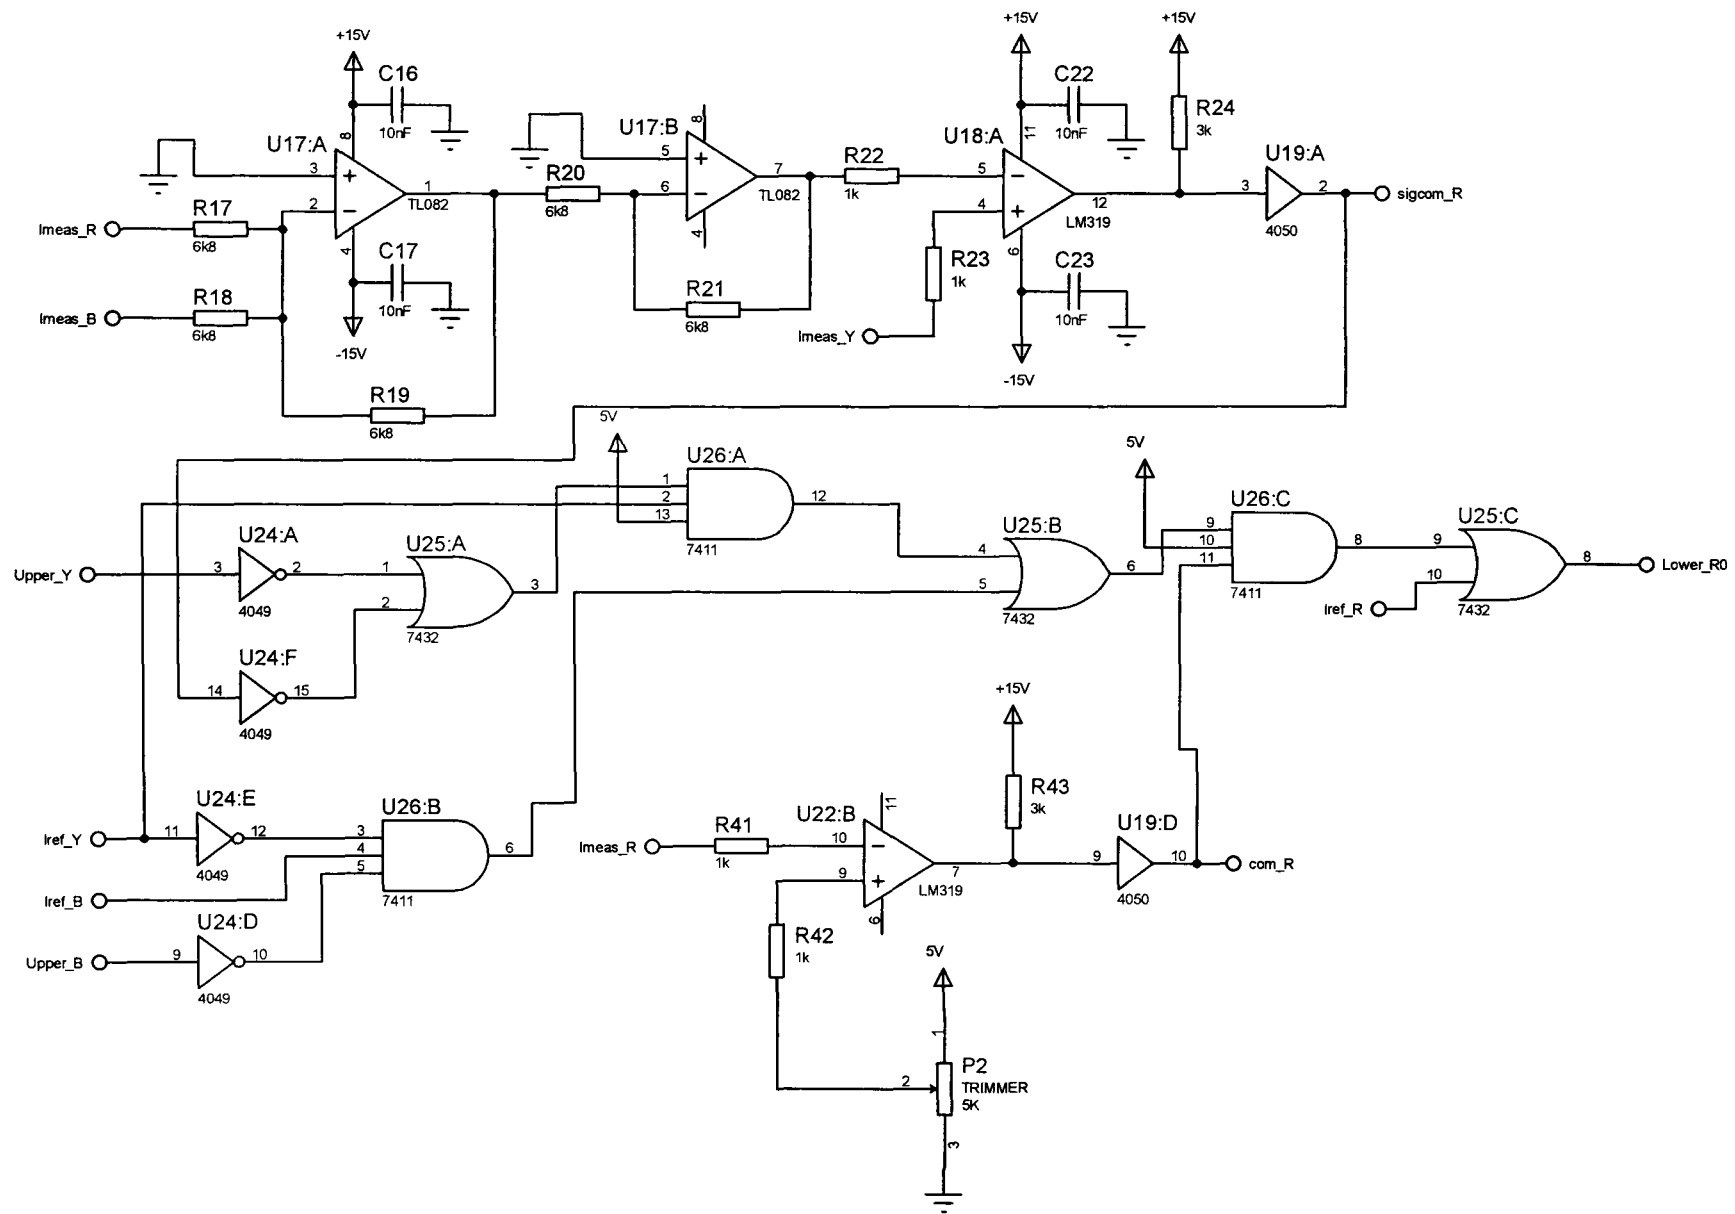 +15V
+15V
+15V
C16
10nF
C22
10nF
R24
3k
8
U17:A
3
+
2
-
1
TL082
4
U17:B
8
5
+
6
-
7
TL082
4
R20
6k8
R22
1k
U18:A
11
5
-
4
+
12
LM319
6
U19:A
3
2
4050
sigcom_R
Imeas_R
R17
6k8
Imeas_B
R18
6k8
C17
10nF
-15V
R21
6k8
R23
1k
Imeas_Y
C23
10nF
-15V
R19
6k8
5V
U26:A
1
2
13
12
7411
5V
U26:C
9
10
11
8
7411
U25:C
9
10
8
7432
Lower_R0
Iref_R
Upper_Y
U24:A
3
2
4049
U25:A
1
2
3
7432
U25:B
4
5
6
7432
U24:F
14
15
4049
+15V
R43
3k
Iref_Y
U24:E
11
12
4049
U26:B
3
4
5
6
7411
Iref_B
Imeas_R
R41
1k
U22:B
11
10
-
9
+
7
LM319
6
U19:D
9
10
4050
com_R
Upper_B
U24:D
9
10
4049
R42
1k
5V
1
P2
2
TRIMMER
5K
3